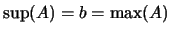 sup(A) = b = max(A)